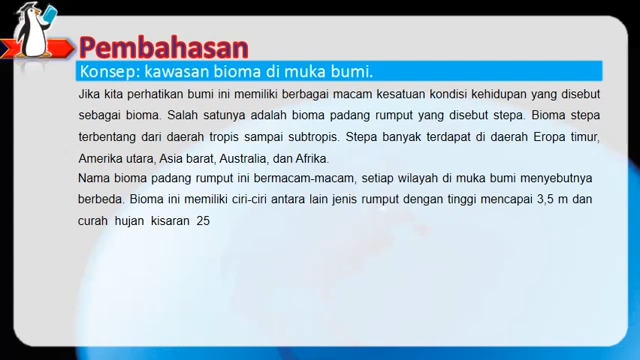 Pembahasan
Konsep: kawasan bioma di muka bumi.
Jika kita perhatikan bumi ini memiliki berbagai macam kesatuan kondisi kehidupan yang disebut
sebagai bioma. Salah satunya adalah bioma padang rumput yang disebut stepa. Bioma stepa
terbentang dari daerah tropis sampai subtropis. Stepa banyak terdapat di daerah Eropa timur,
Amerika utara, Asia barat, Australia, dan Afrika.
Nama bioma padang rumput ini bermacam-macam, setiap wilayah di muka bumi menyebutnya
berbeda. Bioma ini memiliki ciri-ciri antara lain jenis rumput dengan tinggi mencapai 3,5 m dan
curah hujan kisaran 25